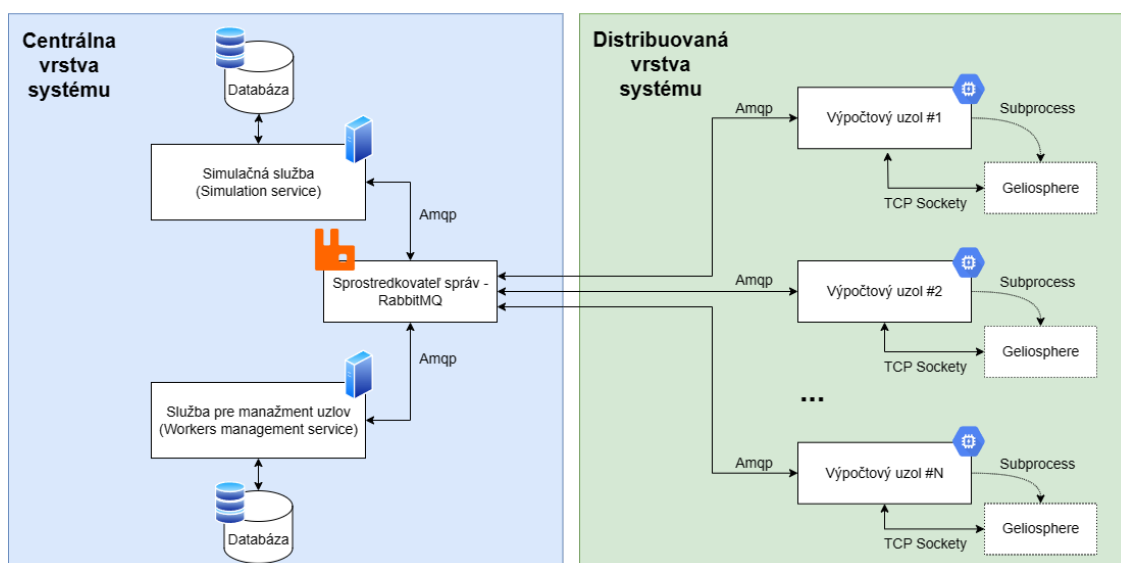 Centrálna
vrstva
systému
Databáza
Simulačná služba
(Simulation service)
Amqp
Sprostredkovateľ správ -
RabbitMQ
Amqp
Služba pre manažment uzlov
(Workers management service)
Databáza
Distribuovaná
vrstva
systému
Amqp
Výpočtový uzol #1
Subprocess
TCP Sockety
Geliosphere
Amqp
Výpočtový uzol #2
Subprocess
TCP Sockety
Geliosphere
...
Amqp
Výpočtový uzol #N
Subprocess
TCP Sockety
Geliosphere